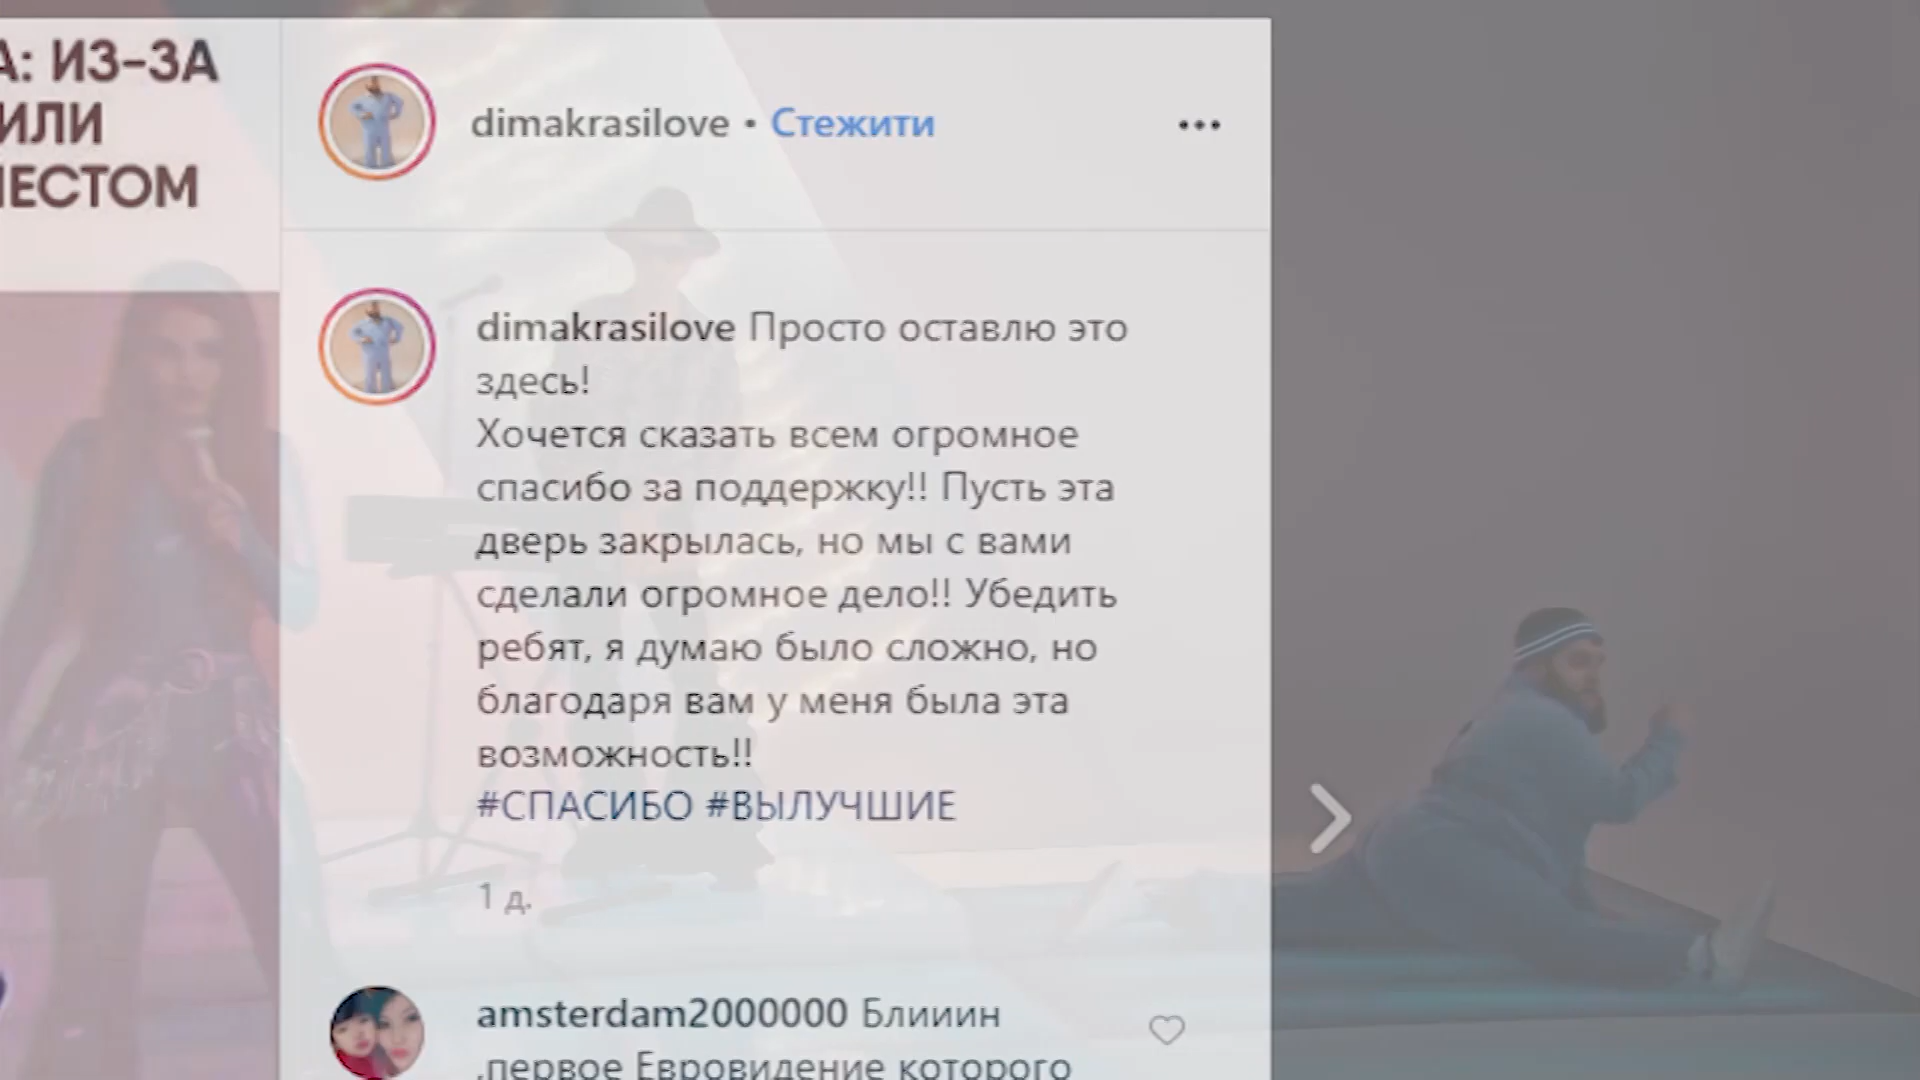 А: ИЗ-ЗА
ИЛИ
МЕСТОМ
dimakrasilove • Стежити
dimakrasilove Просто оставлю это
здесь!
Хочется сказать всем огромное
спасибо за поддержку!! Пусть эта
дверь закрылась, но мы с вами
сделали огромное дело!! Убедить
ребят, я думаю было сложно, но
благодаря вам у меня была эта
возможность!!
#СПАСИБО #ВЫЛУЧШИЕ
1 д.
amsterdam2000000 Блииин
,первое Евровидение которого